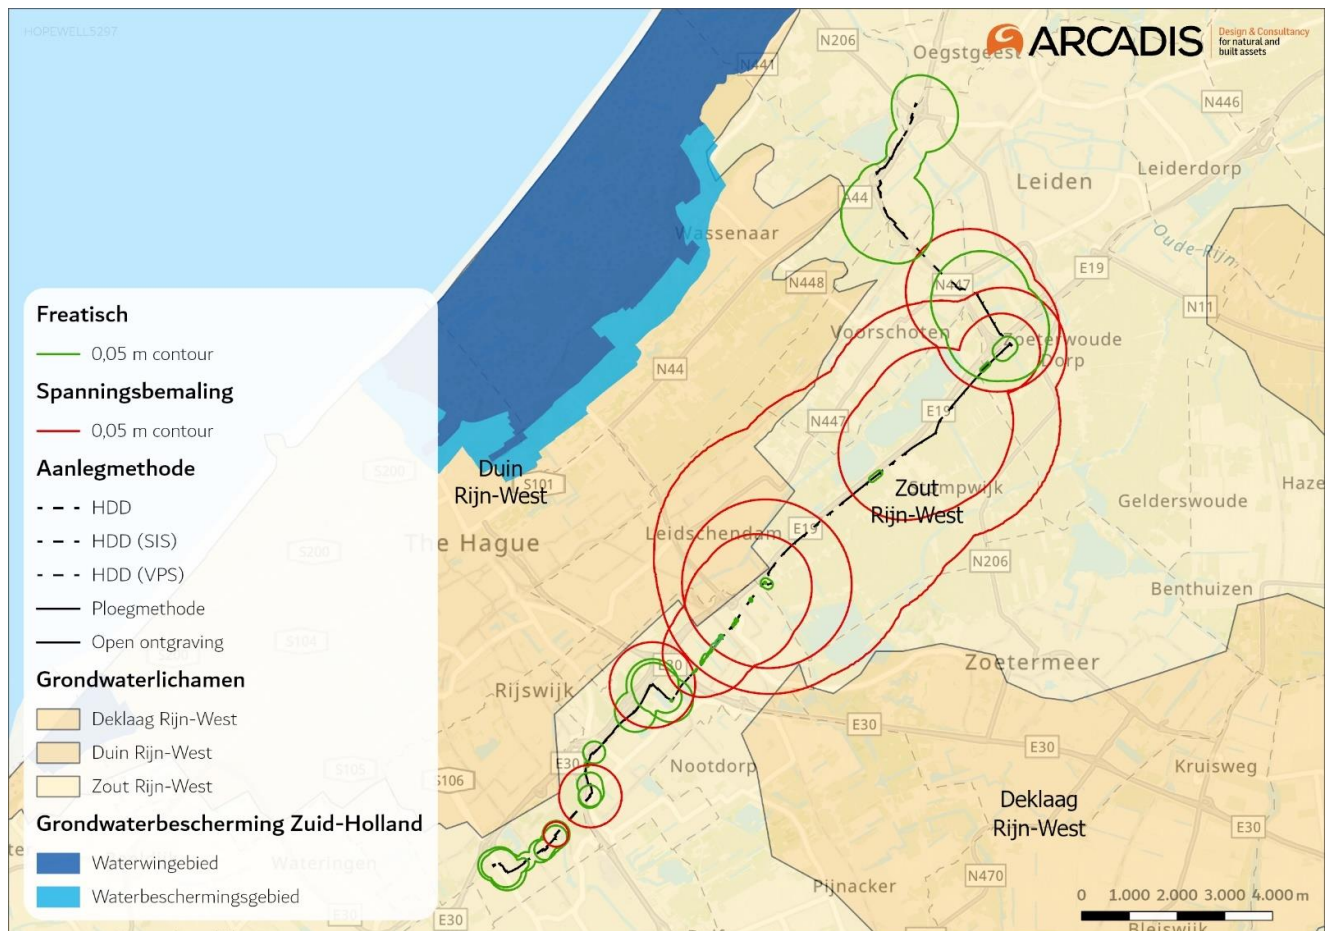 HOPEWELL5297
ARCADIS
Design & Consultancy
for natural and
built assets
N206
Oegstgeest
N441
N446
Leiderdorp
Leiden
A44
Wassenaar
Oude Rijn
E19
N448
N447
N11
Voorschoten
Zoeterwoude
Dorp
N44
E19
N447
Duin
Rijn-West
S101
Zout
Rijn-West
Stompwijk
Gelderswoude
Haze
S200
Leidschendam
E19
The Hague
S200
N206
Benthuizen
S104
E30
Zoetermeer
Rijswijk
E30
E30
E30
Nootdorp
Kruisweg
S105
S106
Deklaag
Rijn-West
E30
Wateringen
N470
Pijnacker
E30
E30
Bleiswijk
Freatisch
0,05 m contour
Spanningsbemaling
0,05 m contour
Aanlegmethode
HDD
HDD (SIS)
HDD (VPS)
Ploegmethode
Open ontgraving
Grondwaterlichamen
Deklaag Rijn-West
Duin Rijn-West
Zout Rijn-West
Grondwaterbescherming Zuid-Holland
Waterwingebied
Waterbeschermingsgebied
0 1.000 2.000 3.000 4.000 m